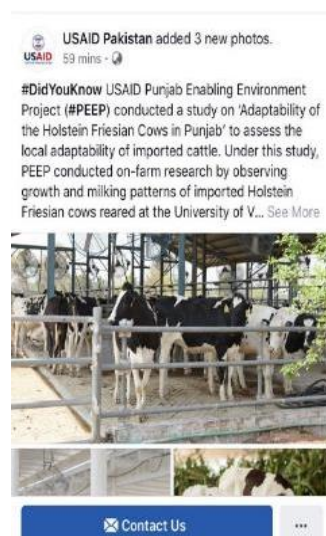 USAID Pakistan added 3 new photos.
USAID
59 mins ·
#DidYouKnow USAID Punjab Enabling Environment
Project (#PEEP) conducted a study on 'Adaptability of
the Holstein Friesian Cows in Punjab' to assess the
local adaptability of imported cattle. Under this study,
PEEP conducted on-farm research by observing
growth and milking patterns of imported Holstein
Friesian cows reared at the University of V... See More
Contact Us
...